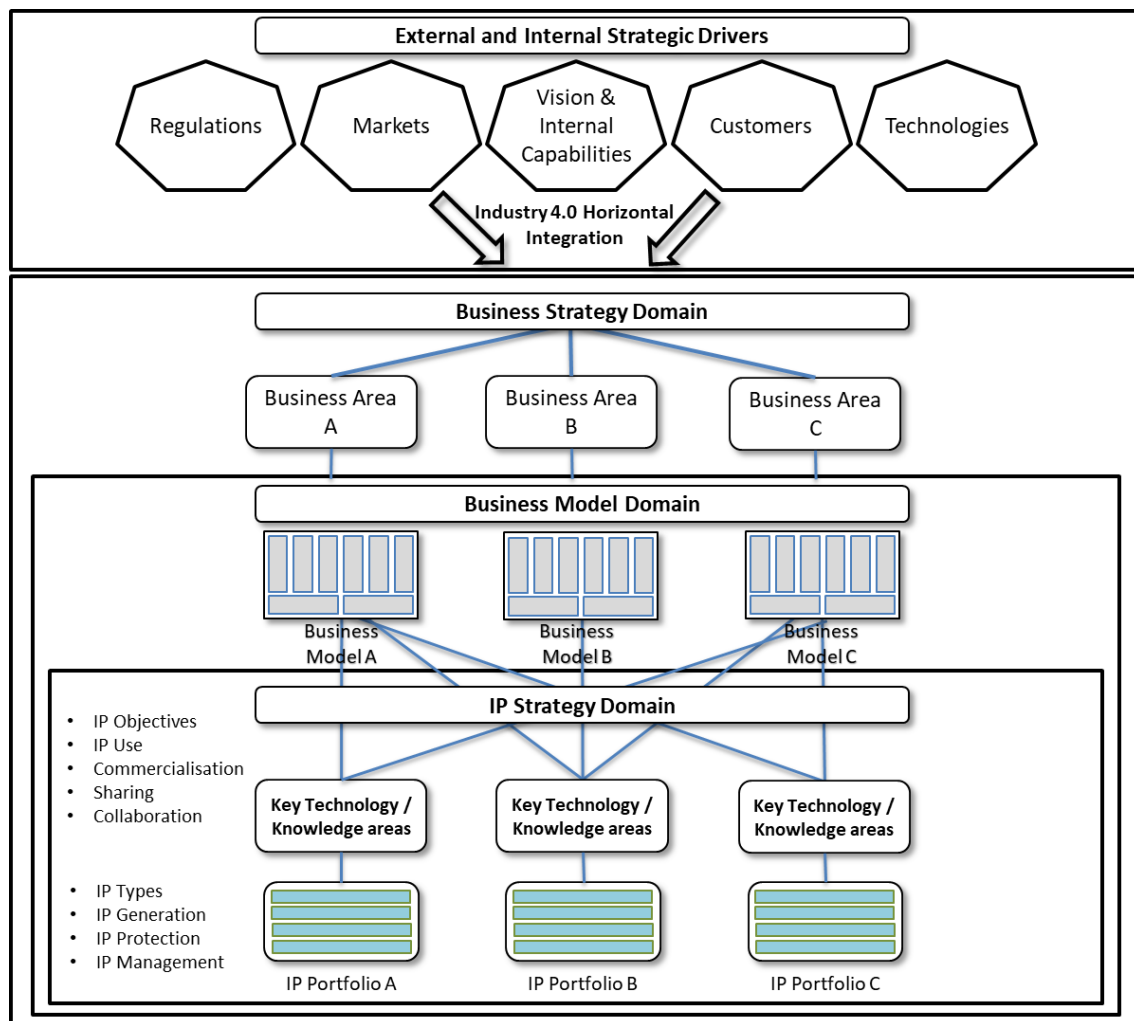 External and Internal Strategic Drivers
Regulations
Markets
Vision &
Internal
Capabilities
Customers
Technologies
Industry 4.0 Horizontal
Integration
Business Strategy Domain
Business Area
A
Business Area
B
Business Area
C
Business Model Domain
Business
Model A
Business
Model B
Business
Model C
IP Strategy Domain
• IP Objectives
• IP Use
• Commercialisation
• Sharing
• Collaboration
Key Technology /
Knowledge areas
Key Technology /
Knowledge areas
Key Technology /
Knowledge areas
• IP Types
• IP Generation
• IP Protection
• IP Management
IP Portfolio A
IP Portfolio B
IP Portfolio C